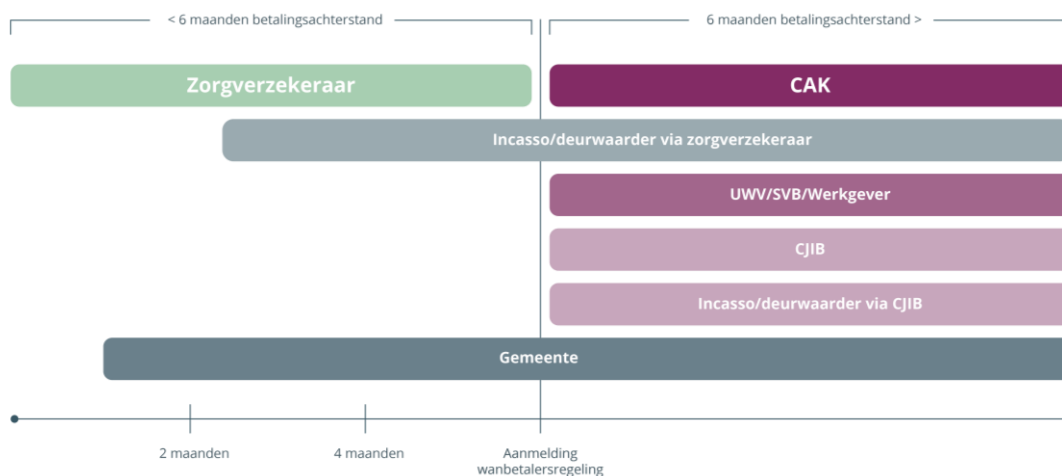 < 6 maanden betalingsachterstand
6 maanden betalingsachterstand >
Zorgverzekeraar
CAK
Incasso/deurwaarder via zorgverzekeraar
UWV/SVB/Werkgever
CJIB
Incasso/deurwaarder via CJIB
Gemeente
2 maanden
4 maanden
Aanmelding
wanbetalersregeling